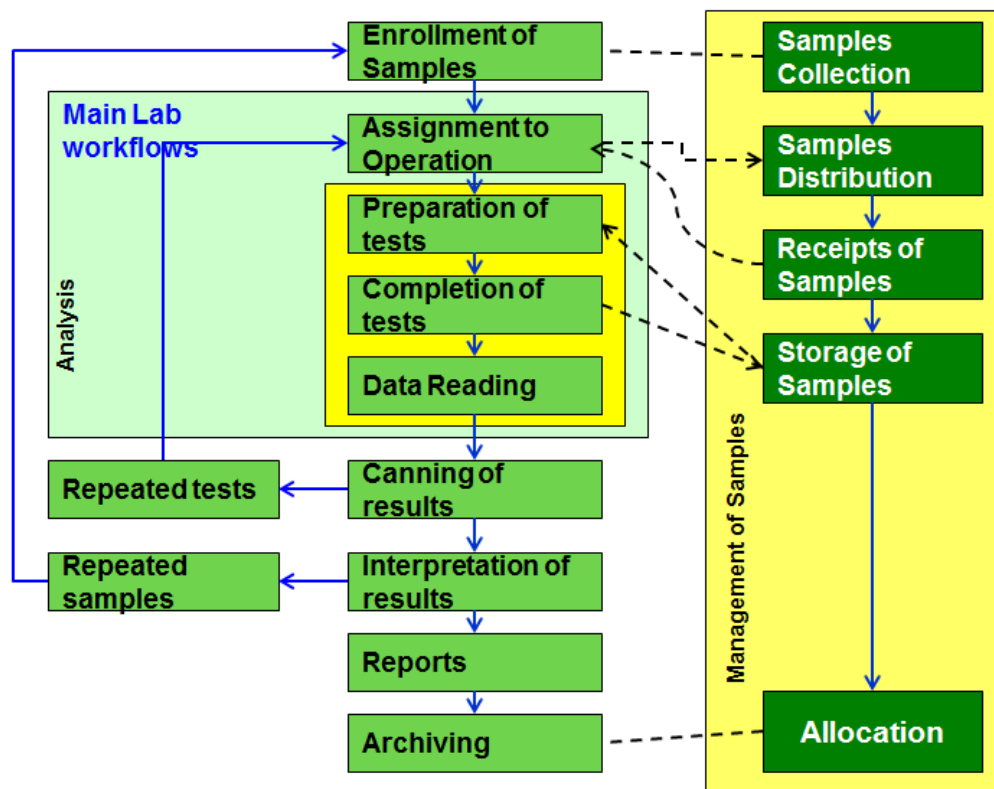 Enrollment of
Samples
Main Lab
workflows
Assignment to
Operation
Preparation of
tests
Completion of
tests
Data Reading
Analysis
Repeated tests
Canning of
results
Repeated
samples
Interpretation of
results
Reports
Archiving
Samples
Collection
Samples
Distribution
Receipts of
Samples
Storage of
Samples
Management of Samples
Allocation